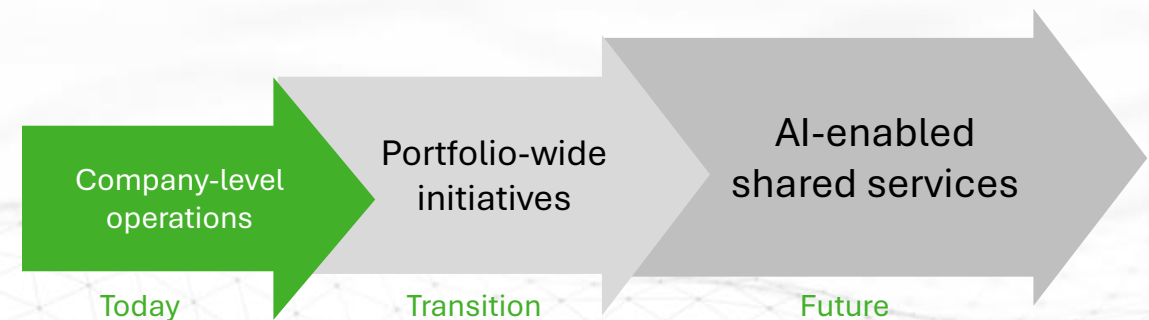 Company-level
operations
Portfolio-wide
initiatives
AI-enabled
shared services
Today
Transition
Future